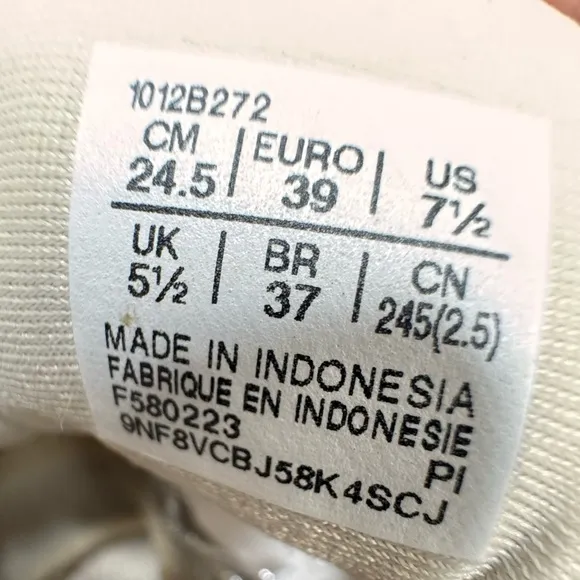 1012B272
CM | EURO | US
24.5 | 39 | 7½
UK | BR | CN
5½ | 37 | 245(2.5)
MADE IN INDONESIA
FABRIQUE EN INDONESIE
F580223 PI
9NF8VCBJ58K4SCJ